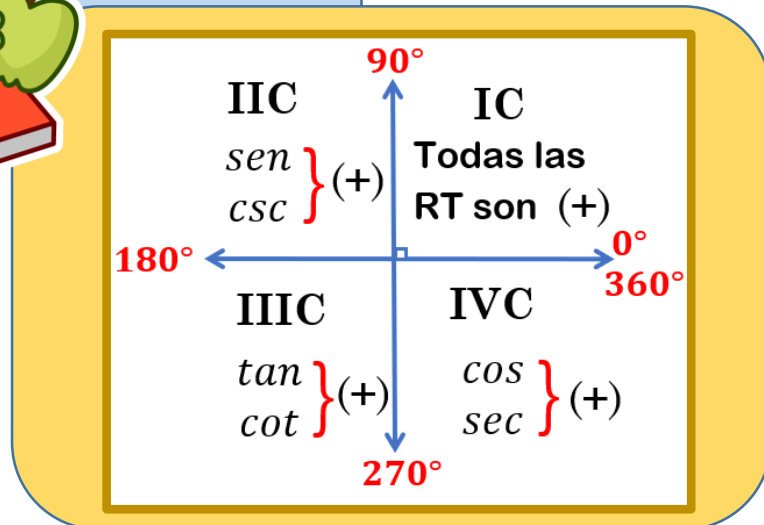 90°
IIC
sen
csc } (+)
IC
Todas las
RT son (+)
180°
0°
360°
IIIC
tan
cot } (+)
IVC
cos
sec } (+)
270°